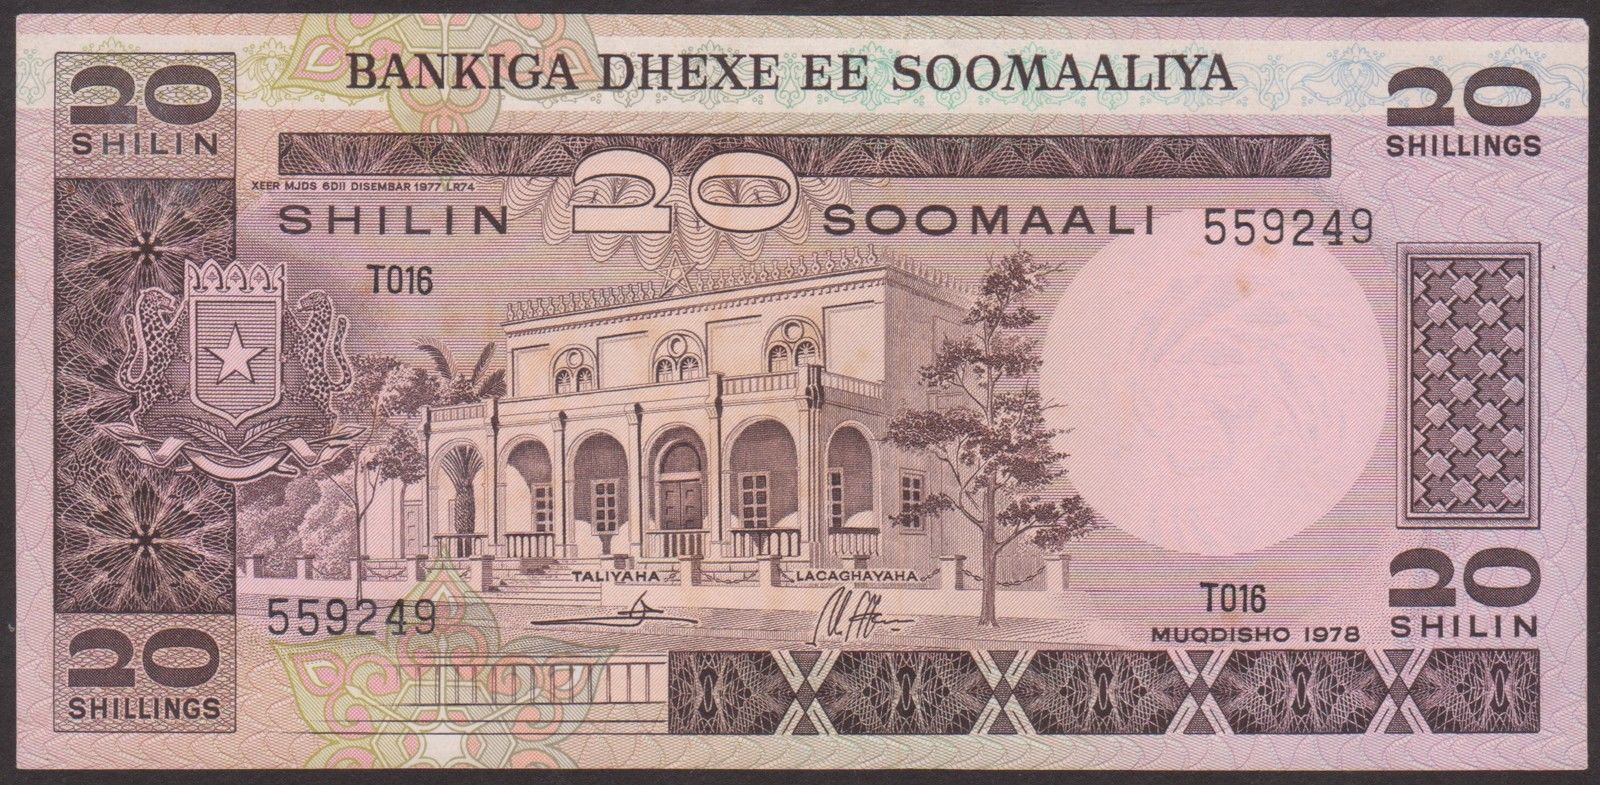 BANKIGA DHEXE EE SOOMAALIYA
20
SHILIN
20
SHILLINGS
XEER MJDS 6DII DISEMBAR 1977 LR74
SHILIN 20 SOOMAALI
559249
T016
TALIYAHA
LACAGHAYAHA
559249
T016
MUQDISHO 1978
20
SHILLINGS
20
SHILIN